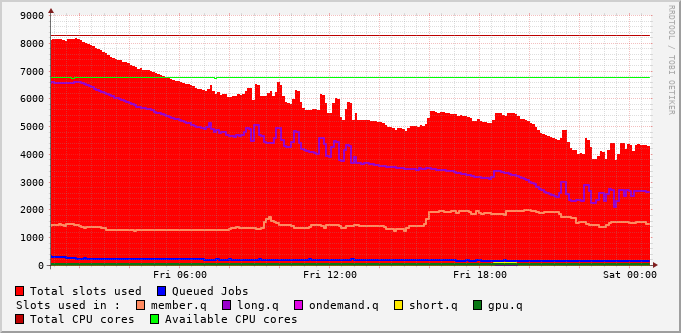 9000
8000
7000
6000
5000
4000
3000
2000
1000
0
Fri 06:00 Fri 12:00 Fri 18:00 Sat 00:00
RRDTOOL / TOBI OETIKER
Total slots used Queued Jobs
Slots used in : member.q long.q ondemand.q short.q gpu.q
Total CPU cores Available CPU cores